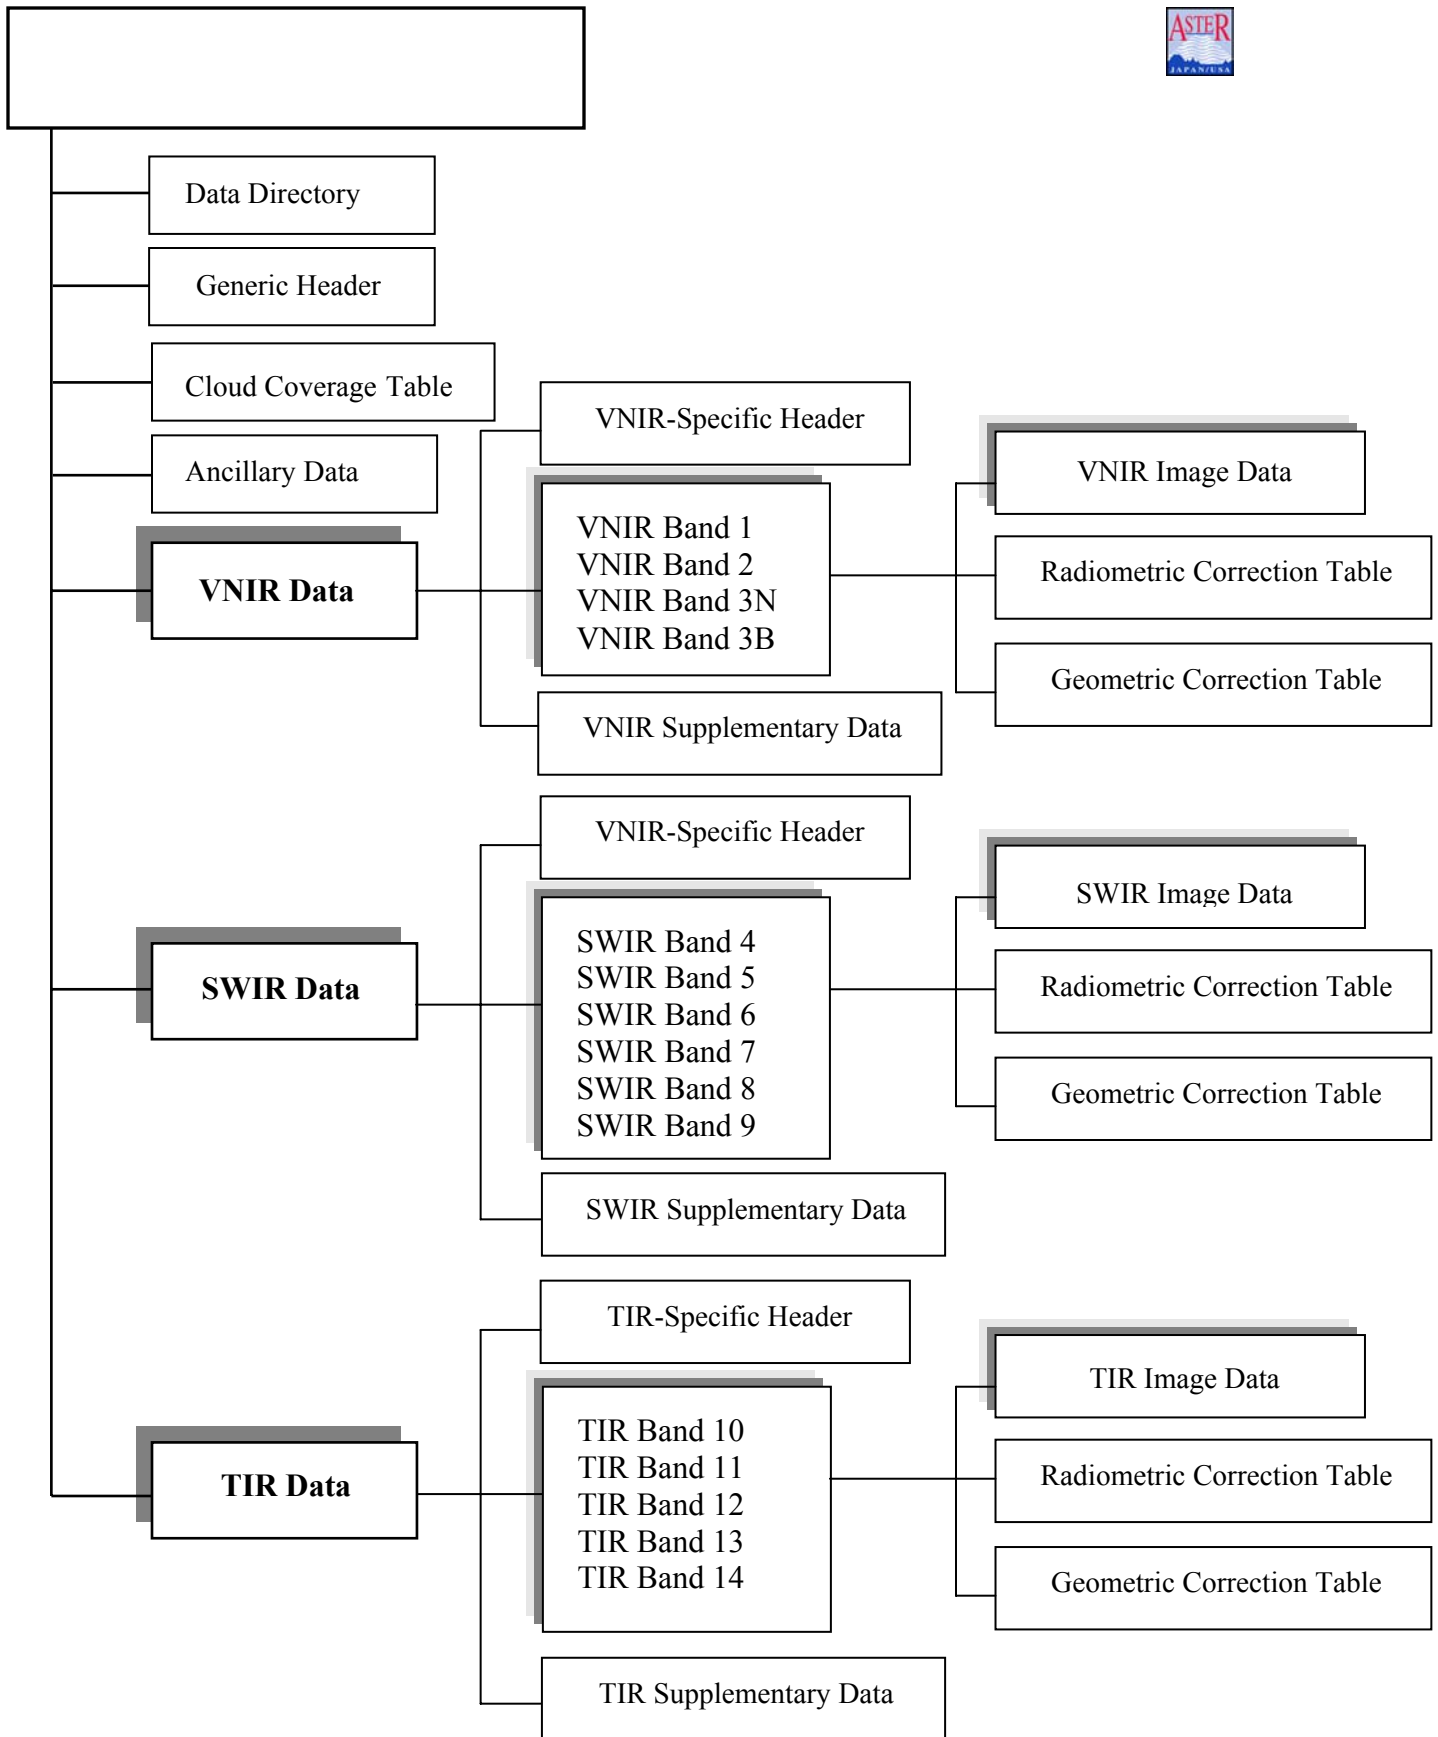 ASTER
JAPAN/USA
Data Directory
Generic Header
Cloud Coverage Table
Ancillary Data
VNIR Data
VNIR-Specific Header
VNIR Band 1
VNIR Band 2
VNIR Band 3N
VNIR Band 3B
VNIR Supplementary Data
VNIR Image Data
Radiometric Correction Table
Geometric Correction Table
SWIR Data
VNIR-Specific Header
SWIR Band 4
SWIR Band 5
SWIR Band 6
SWIR Band 7
SWIR Band 8
SWIR Band 9
SWIR Supplementary Data
SWIR Image Data
Radiometric Correction Table
Geometric Correction Table
TIR Data
TIR-Specific Header
TIR Band 10
TIR Band 11
TIR Band 12
TIR Band 13
TIR Band 14
TIR Supplementary Data
TIR Image Data
Radiometric Correction Table
Geometric Correction Table